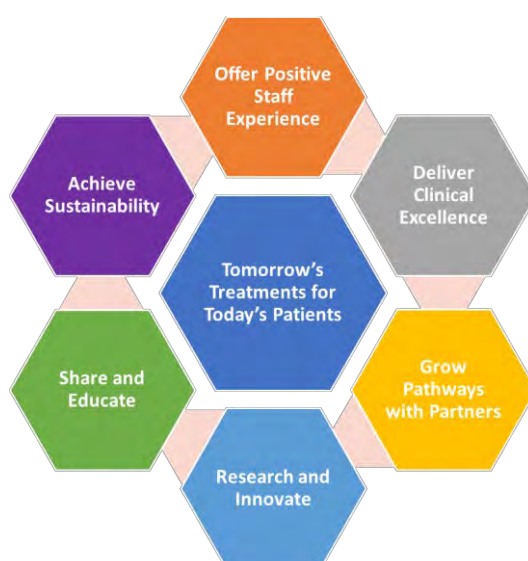 Offer Positive
Staff
Experience
Deliver
Clinical
Excellence
Grow
Pathways
with Partners
Research and
Innovate
Share and
Educate
Achieve
Sustainability
Tomorrow's
Treatments for
Today's Patients